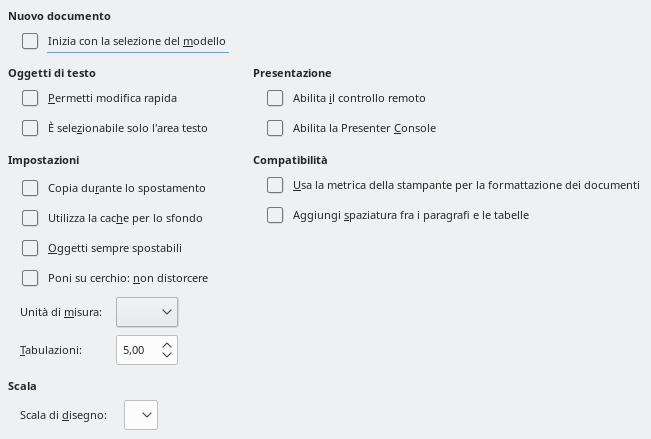 Nuovo documento
Inizia con la selezione del modello
Oggetti di testo
Permetti modifica rapida
È selezionabile solo l'area testo
Presentazione
Abilita il controllo remoto
Abilita la Presenter Console
Impostazioni
Copia durante lo spostamento
Utilizza la cache per lo sfondo
Oggetti sempre spostabili
Poni su cerchio: non distorcere
Unità di misura:
Tabulazioni: 5,00
Compatibilità
Usa la metrica della stampante per la formattazione dei documenti
Aggiungi spaziatura fra i paragrafi e le tabelle
Scala
Scala di disegno: